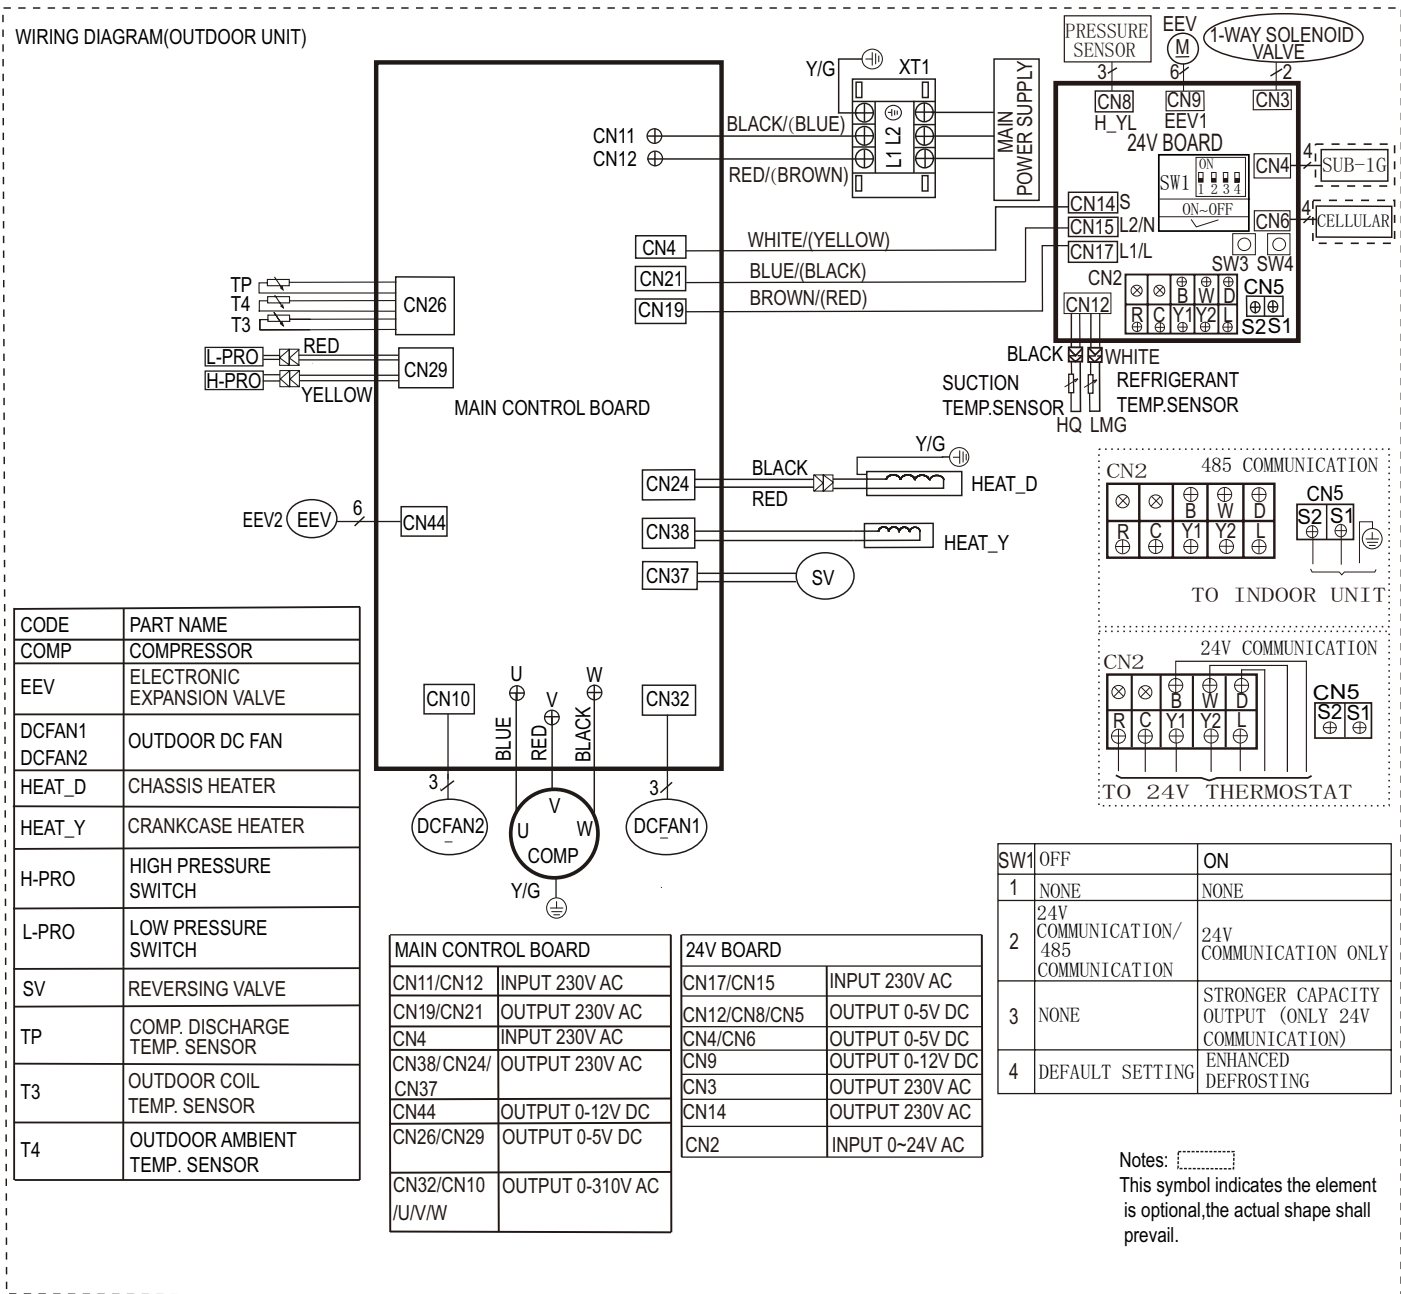 WIRING DIAGRAM(OUTDOOR UNIT)
PRESSURE
SENSOR
EEV
M
1-WAY SOLENOID
VALVE
3
6
2
CN8
H_YL
CN9
EEV1
CN3
24V BOARD
SW1
ON
1 2 3 4
ON~OFF
CN4
4
SUB-1G
CN6
4
CELLULAR
SW3
SW4
CN14
S
CN15
L2/N
CN17
L1/L
CN2
B W D
R C Y1 Y2 L
CN5
S2S1
CN12
BLACK
WHITE
SUCTION
TEMP.SENSOR
REFRIGERANT
TEMP.SENSOR
HQ
LMG
Y/G
XT1
L1 L2
MAIN
POWER SUPPLY
CN11
CN12
BLACK/(BLUE)
RED/(BROWN)
CN4
WHITE/(YELLOW)
CN21
BLUE/(BLACK)
CN19
BROWN/(RED)
TP
T4
T3
CN26
L-PRO
RED
H-PRO
YELLOW
CN29
MAIN CONTROL BOARD
EEV2
EEV
6
CN44
CN24
BLACK
RED
Y/G
HEAT_D
CN38
HEAT_Y
CN37
SV
CN10
3
DCFAN2
U
V
W
BLUE
RED
BLACK
V
U
W
COMP
Y/G
CN32
3
DCFAN1
CN2
485 COMMUNICATION
B W D
R C Y1 Y2 L
CN5
S2 S1
TO INDOOR UNIT
24V COMMUNICATION
CN2
B W D
R C Y1 Y2 L
CN5
S2 S1
TO 24V THERMOSTAT
CODE PART NAME
COMP COMPRESSOR
EEV ELECTRONIC
EXPANSION VALVE
DCFAN1
DCFAN2
OUTDOOR DC FAN
HEAT_D CHASSIS HEATER
HEAT_Y CRANKCASE HEATER
H-PRO HIGH PRESSURE
SWITCH
L-PRO LOW PRESSURE
SWITCH
SV REVERSING VALVE
TP COMP. DISCHARGE
TEMP. SENSOR
T3 OUTDOOR COIL
TEMP. SENSOR
T4 OUTDOOR AMBIENT
TEMP. SENSOR
MAIN CONTROL BOARD
CN11/CN12 INPUT 230V AC
CN19/CN21 OUTPUT 230V AC
CN4 INPUT 230V AC
CN38/CN24/ OUTPUT 230V AC
CN37
CN44 OUTPUT 0-12V DC
CN26/CN29 OUTPUT 0-5V DC
CN32/CN10 OUTPUT 0-310V AC
/U/V/W
24V BOARD
CN17/CN15 INPUT 230V AC
CN12/CN8/CN5 OUTPUT 0-5V DC
CN4/CN6 OUTPUT 0-5V DC
CN9 OUTPUT 0-12V DC
CN3 OUTPUT 230V AC
CN14 OUTPUT 230V AC
CN2 INPUT 0~24V AC
SW1 OFF ON
1 NONE NONE
2
24V
COMMUNICATION/
485
COMMUNICATION
24V
COMMUNICATION ONLY
3 NONE
STRONGER CAPACITY
OUTPUT (ONLY 24V
COMMUNICATION)
4 DEFAULT SETTING
ENHANCED
DEFROSTING
Notes:
This symbol indicates the element
is optional,the actual shape shall
prevail.